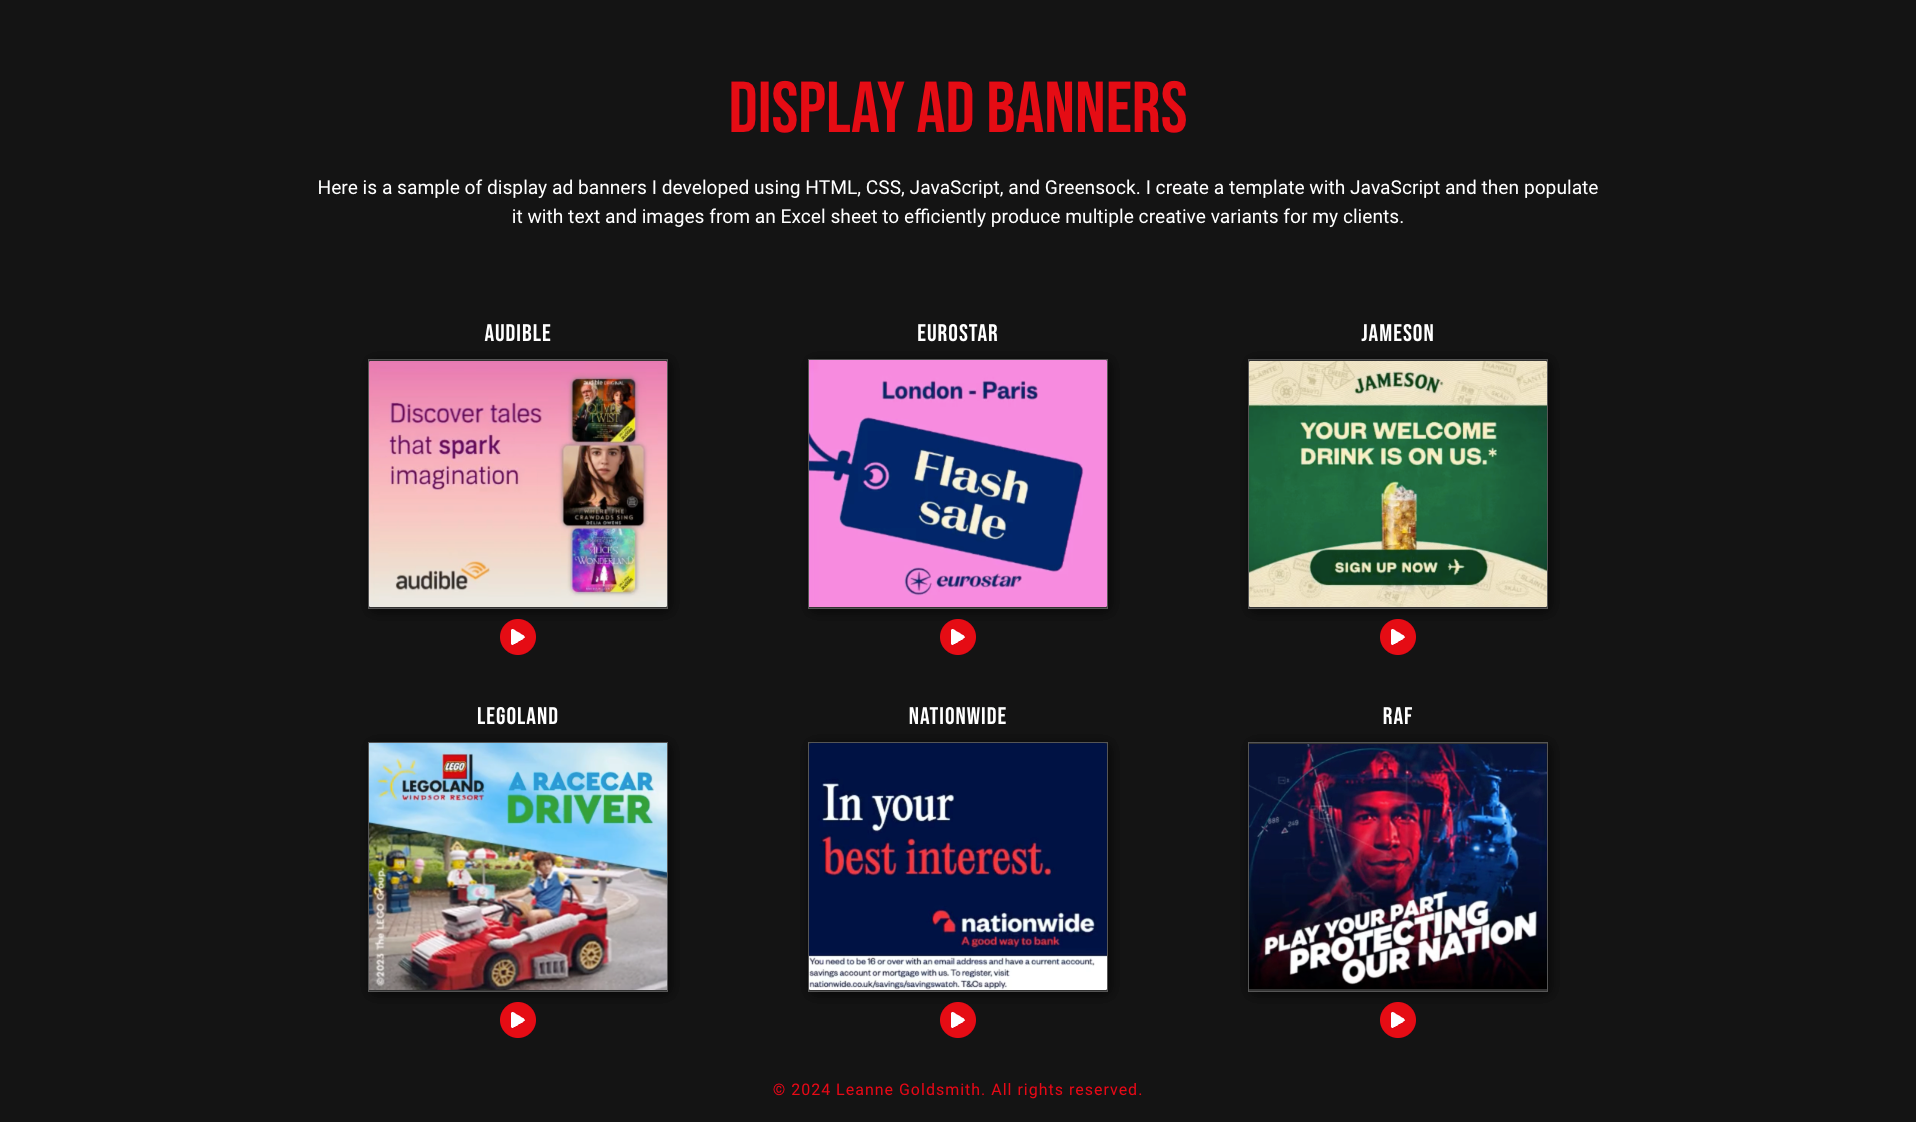 DISPLAY AD BANNERS
Here is a sample of display ad banners I developed using HTML, CSS, JavaScript, and Greensock. I create a template with JavaScript and then populate
it with text and images from an Excel sheet to efficiently produce multiple creative variants for my clients.
AUDIBLE
Discover tales
that spark
imagination
audible
audible ORIGINAL
OLIVER
TWIST
WHERE THE
CRAWDADS SING
DELIA OWENS
ALICE'S
WONDERLAND
EUROSTAR
London - Paris
Flash
sale
eurostar
JAMESON
JAMESON
YOUR WELCOME
DRINK IS ON US.*
SIGN UP NOW
LEGOLAND
LEGO
LEGOLAND
WINDSOR RESORT
A RACECAR
DRIVER
©2023 The LEGO Group.
NATIONWIDE
In your
best interest.
nationwide
A good way to bank
You need to be 16 or over with an email address and have a current account,
savings account or mortgage with us. To register, visit
nationwide.co.uk/savings/savingswatch. T&Cs apply.
RAF
PLAY YOUR PART
PROTECTING
OUR NATION
© 2024 Leanne Goldsmith. All rights reserved.